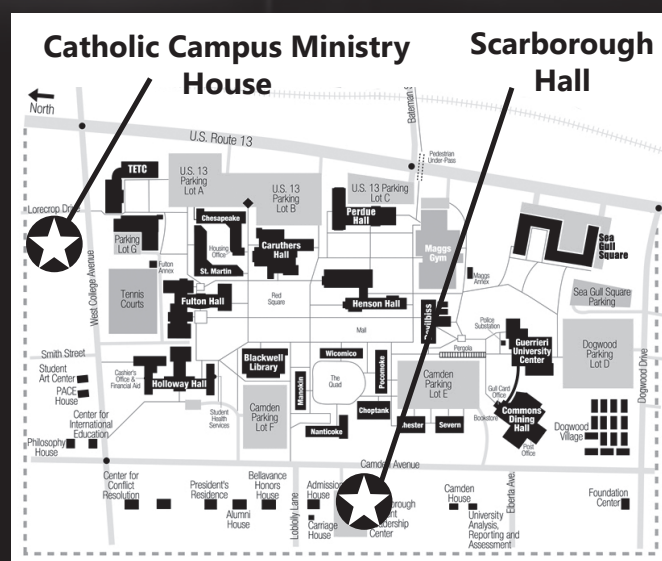 Catholic Campus Ministry
House
Scarborough
Hall
North
U.S. Route 13
Pedestrian
Under-Pass
TETC
U.S. 13
Parking
Lot A
U.S. 13
Parking
Lot B
U.S. 13 Parking
Lot C
Perdue
Hall
Maggs
Gym
Lorecrop Drive
Parking
Lot G
Chesapeake
Housing
Office
St. Martin
Caruthers
Hall
Sea
Gull
Square
Fulton
Annex
Maggs
Annex
Tennis
Courts
West College Avenue
Fulton Hall
Red
Square
Henson Hall
Sea Gull Square
Parking
Mall
Police
Substation
Pergola
Guerrieri
University
Center
Dogwood
Parking
Lot D
Dogwood Drive
Smith Street
Student
Art Center
PACE
House
Cashier's
Office &
Financial Aid
Holloway Hall
Blackwell
Library
Wicomico
The
Quad
Pocomoke
Manokin
Choptank
Nanticoke
Camden
Parking
Lot E
Gull Card
Office
Bookstore
Commons
Dining
Hall
Post
Office
Center for
International
Education
Student
Health
Services
Camden
Parking
Lot F
Severn
Dogwood
Village
Philosophy
House
Camden Avenue
Center for
Conflict
Resolution
President's
Residence
Alumni
House
Bellavance
Honors
House
Loblolly Lane
House
Carriage
House
Center
Camden
House
University
Analysis,
Reporting and
Assessment
Elberta Ave.
Foundation
Center